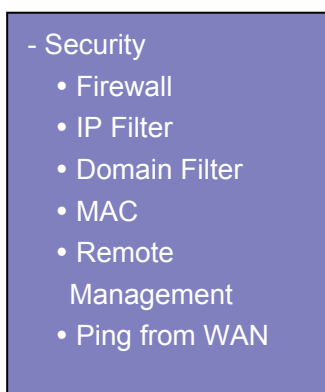 - Security
• Firewall
• IP Filter
• Domain Filter
• MAC
• Remote
Management
• Ping from WAN